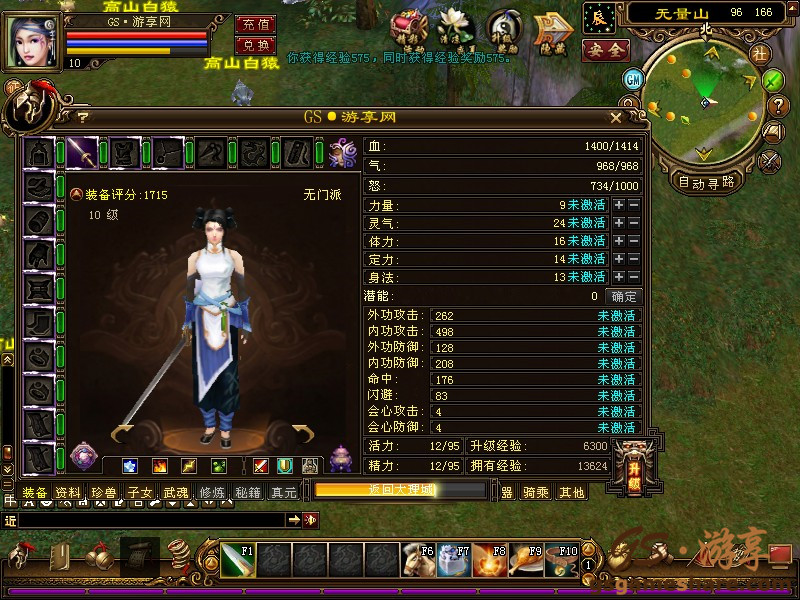 高山白猿
GS·游享网
10
充值
兑换
高山白猿
你获得经验575，同时获得经验奖励575。
辰
安全
无量山 96 166
北
社
GM
?
自动寻路
?
GS●游享网
装备评分:1715
无门派
10 级
血: 1400/1414
气: 968/968
怒: 734/1000
力量: 9 未激活 + -
灵气: 24 未激活 + -
体力: 16 未激活 + -
定力: 14 未激活 + -
身法: 13 未激活 + -
潜能: 0 确定
外功攻击: 262 未激活
内功攻击: 498 未激活
外功防御: 128 未激活
内功防御: 208 未激活
命中: 176 未激活
闪避: 83 未激活
会心攻击: 4 未激活
会心防御: 4 未激活
活力: 12/95 升级经验: 6300
精力: 12/95 拥有经验: 13624
升级
装备 资料 珍兽 子女 武魂 修炼 秘籍 真元
返回大理城
器 骑乘 其他
近
F1 F6 F7 F8 F9 F10
1
GS·游享网